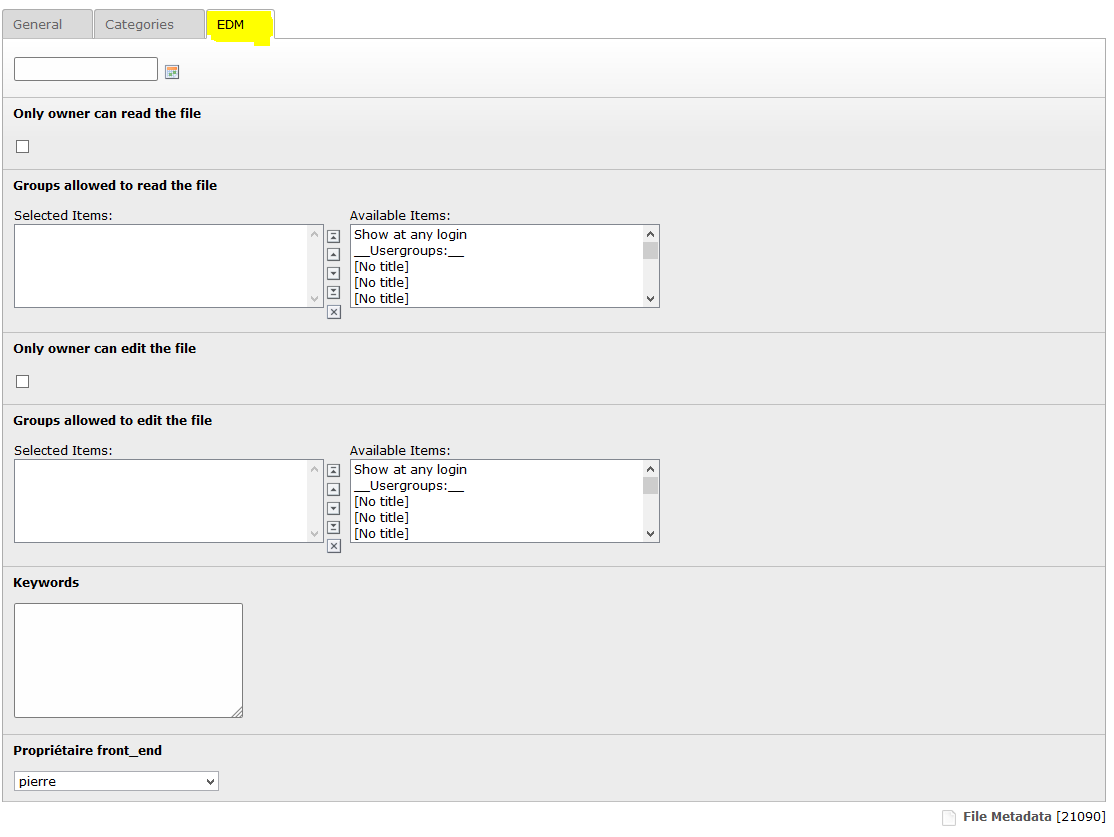 General Categories EDM
Only owner can read the file
Groups allowed to read the file
Selected Items: Available Items:
Show at any login
__Usergroups:__
[No title]
[No title]
[No title]
Only owner can edit the file
Groups allowed to edit the file
Selected Items: Available Items:
Show at any login
__Usergroups:__
[No title]
[No title]
[No title]
Keywords
Propriétaire front_end
pierre
File Metadata [21090]